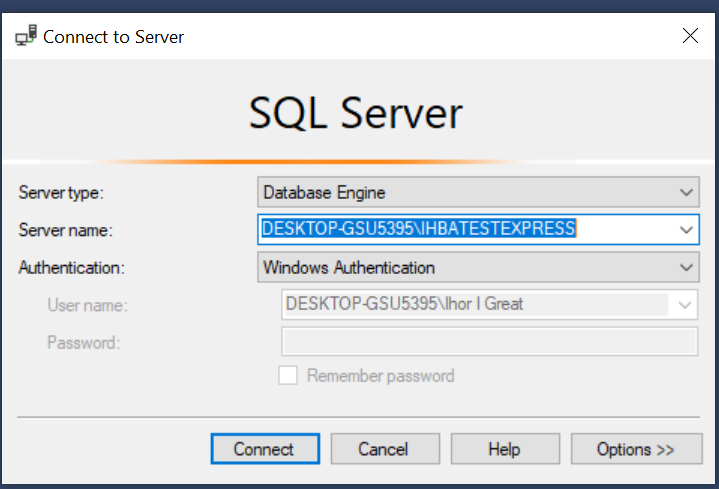 Connect to Server
SQL Server
Server type: Database Engine
Server name: DESKTOP-GSU5395\IHBATESTEXPRESS
Authentication: Windows Authentication
User name: DESKTOP-GSU5395\Ihor I Great
Password:
Remember password
Connect Cancel Help Options >>